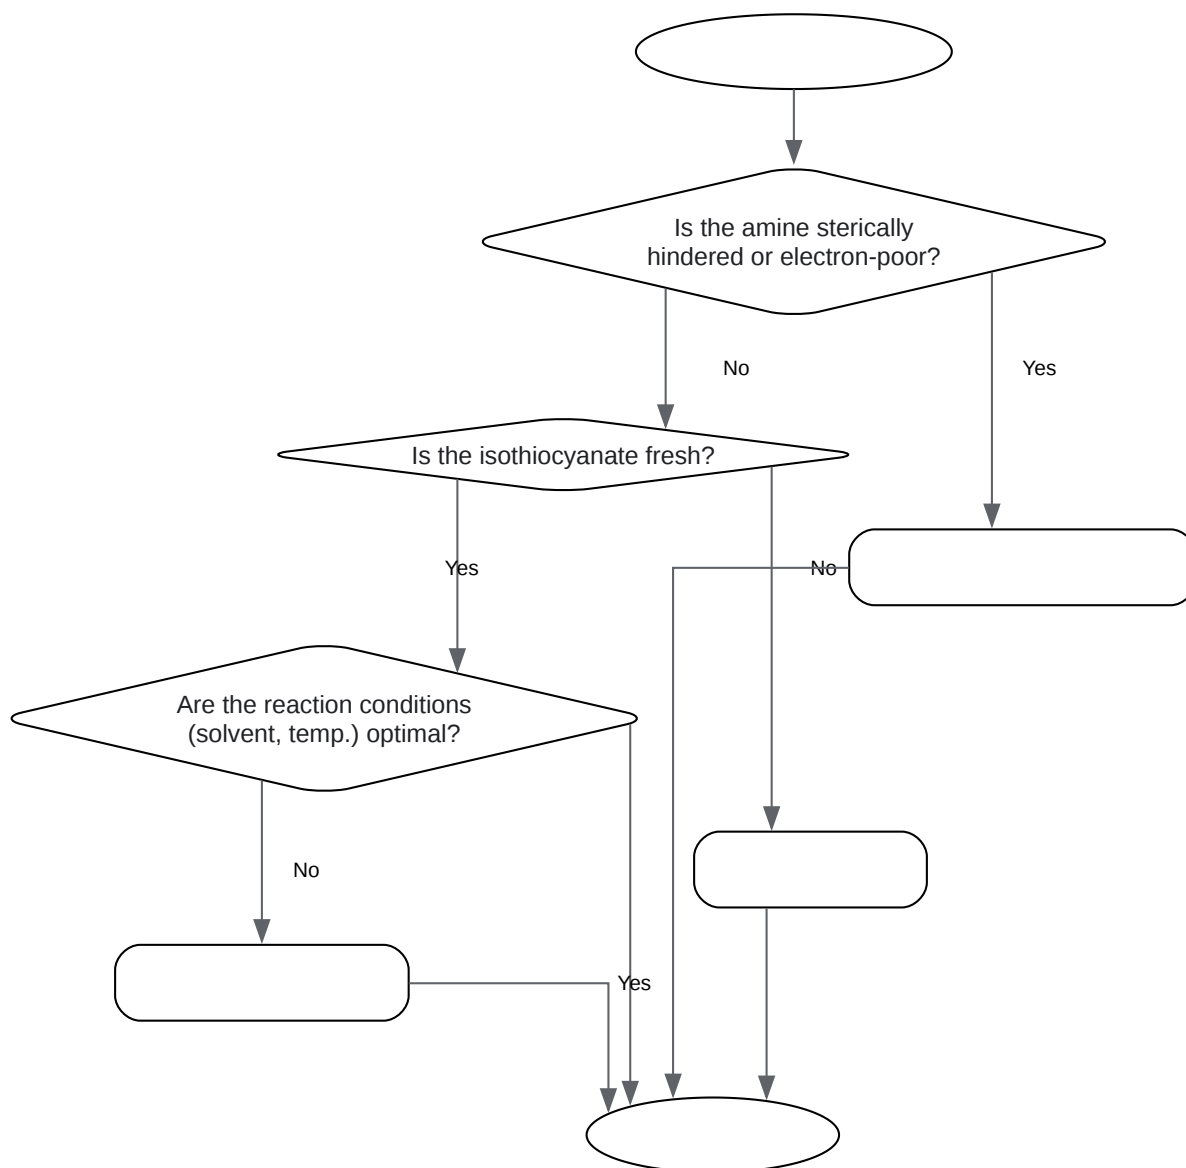 Is the amine sterically
hindered or electron-poor?
No
Yes
Is the isothiocyanate fresh?
Yes
No
Are the reaction conditions
(solvent, temp.) optimal?
No
Yes